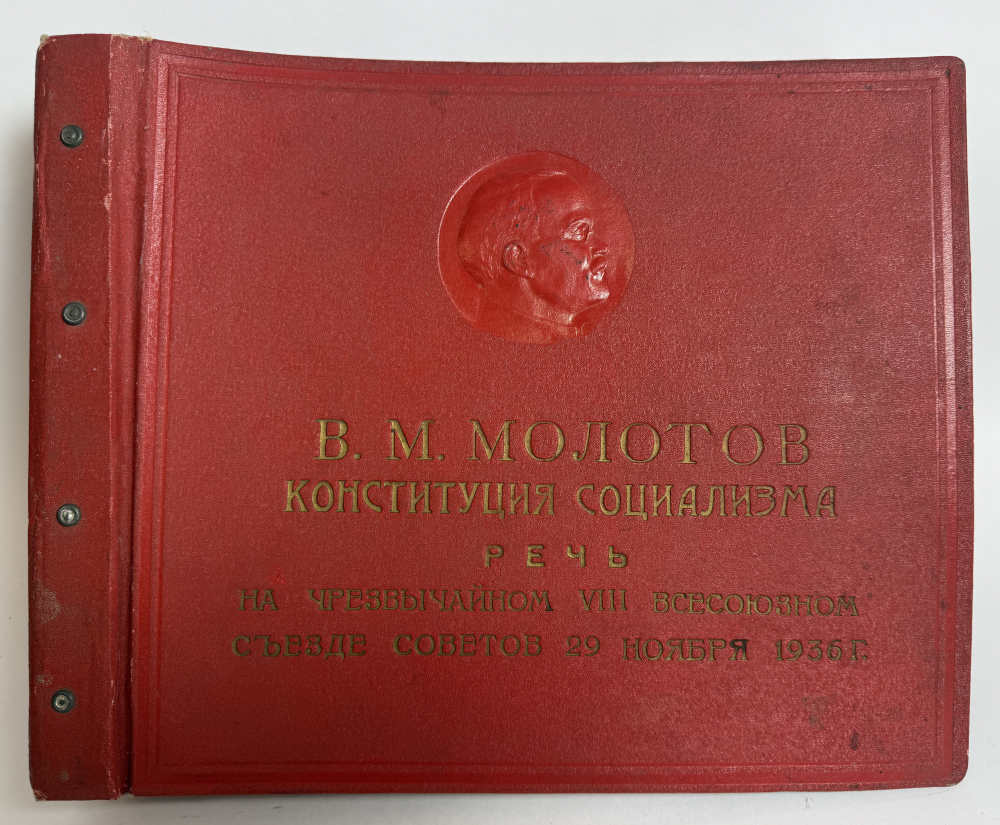 В. М. МОЛОТОВ
КОНСТИТУЦИЯ СОЦИАЛИЗМА
РЕЧЬ
НА ЧРЕЗВЫЧАЙНОМ VIII ВСЕСОЮЗНОМ
СЪЕЗДЕ СОВЕТОВ 29 НОЯБРЯ 1936 Г.